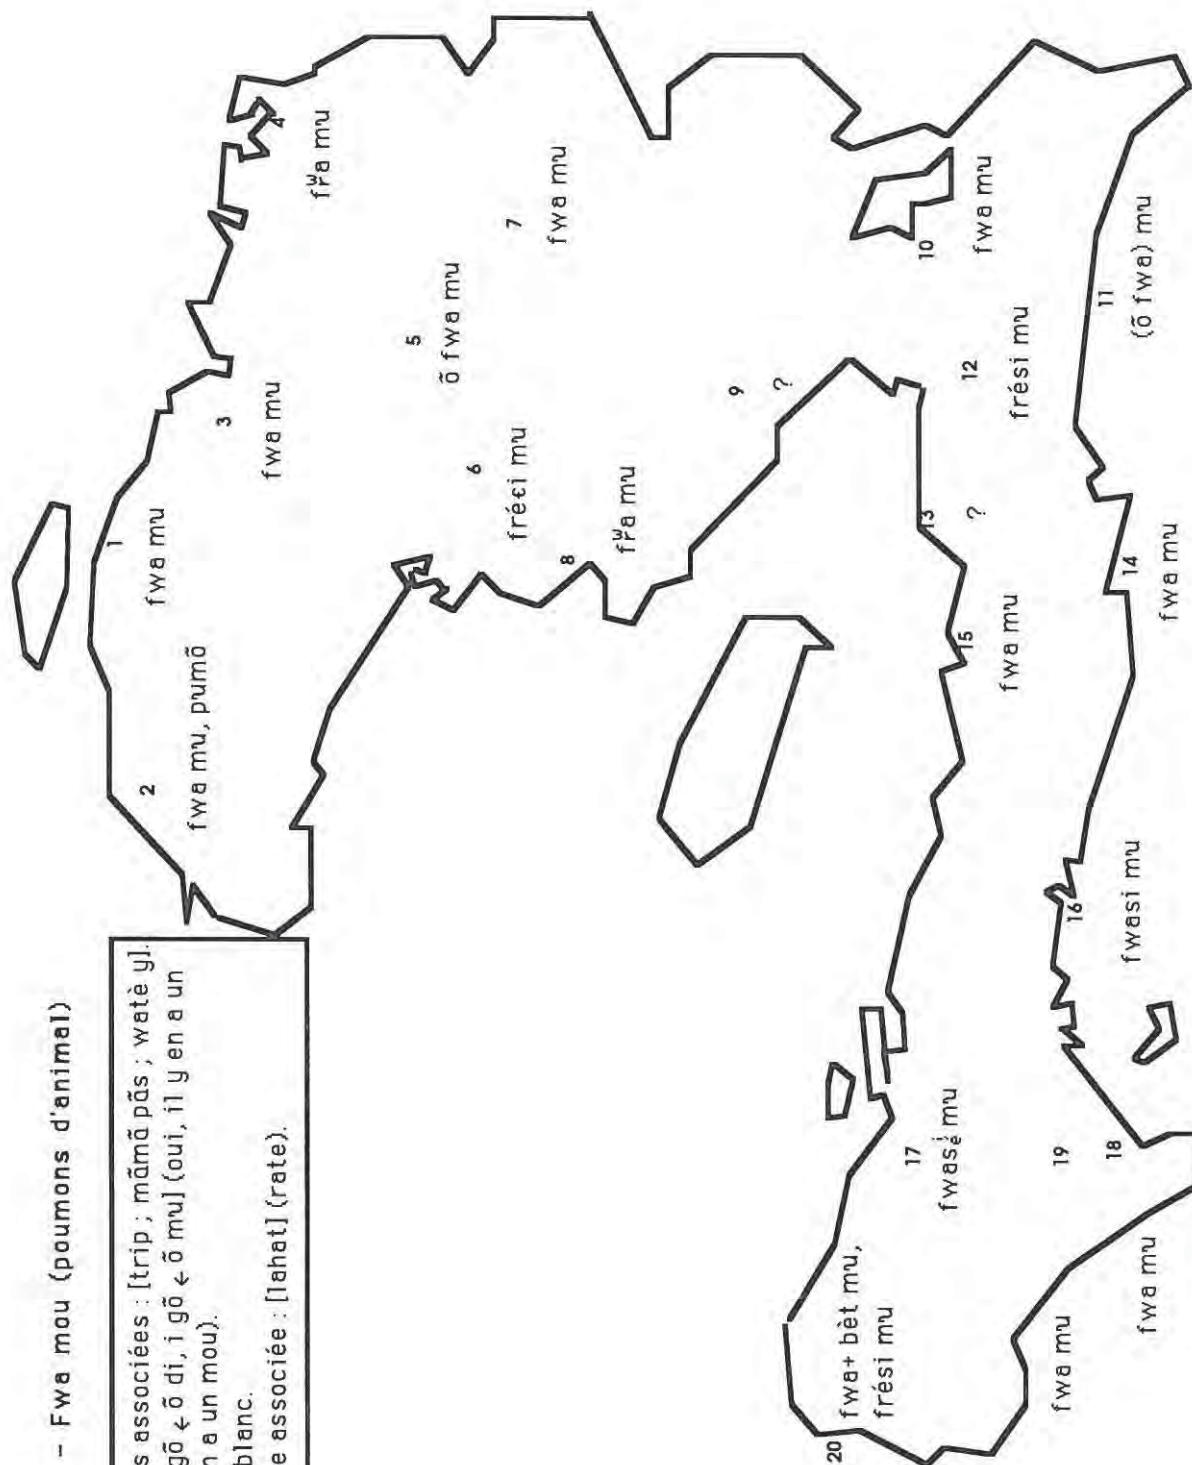 - Fwa mou (poumons d'animal)
s associées : [trip ; mãmã pãs ; watè y].
gõ ɛ õ di, i gõ ɛ õ mu] (oui, il y en a un
n a un mou).
blanc.
e associée : [lahat] (rate).
1
fwa mu
2
fwa mu, pumõ
3
fwa mu
4
fʷra mu
5
õ fwa mu
6
fréɛi mu
7
fwa mu
8
fʷra mu
9
?
10
fwa mu
11
(õ fwa) mu
12
frési mu
13
?
14
fwa mu
15
fwa mu
16
fwasi mu
17
fwasⁱé mu
18
fwa mu
19
fwa mu
20
fwa+ bèt mu,
frési mu